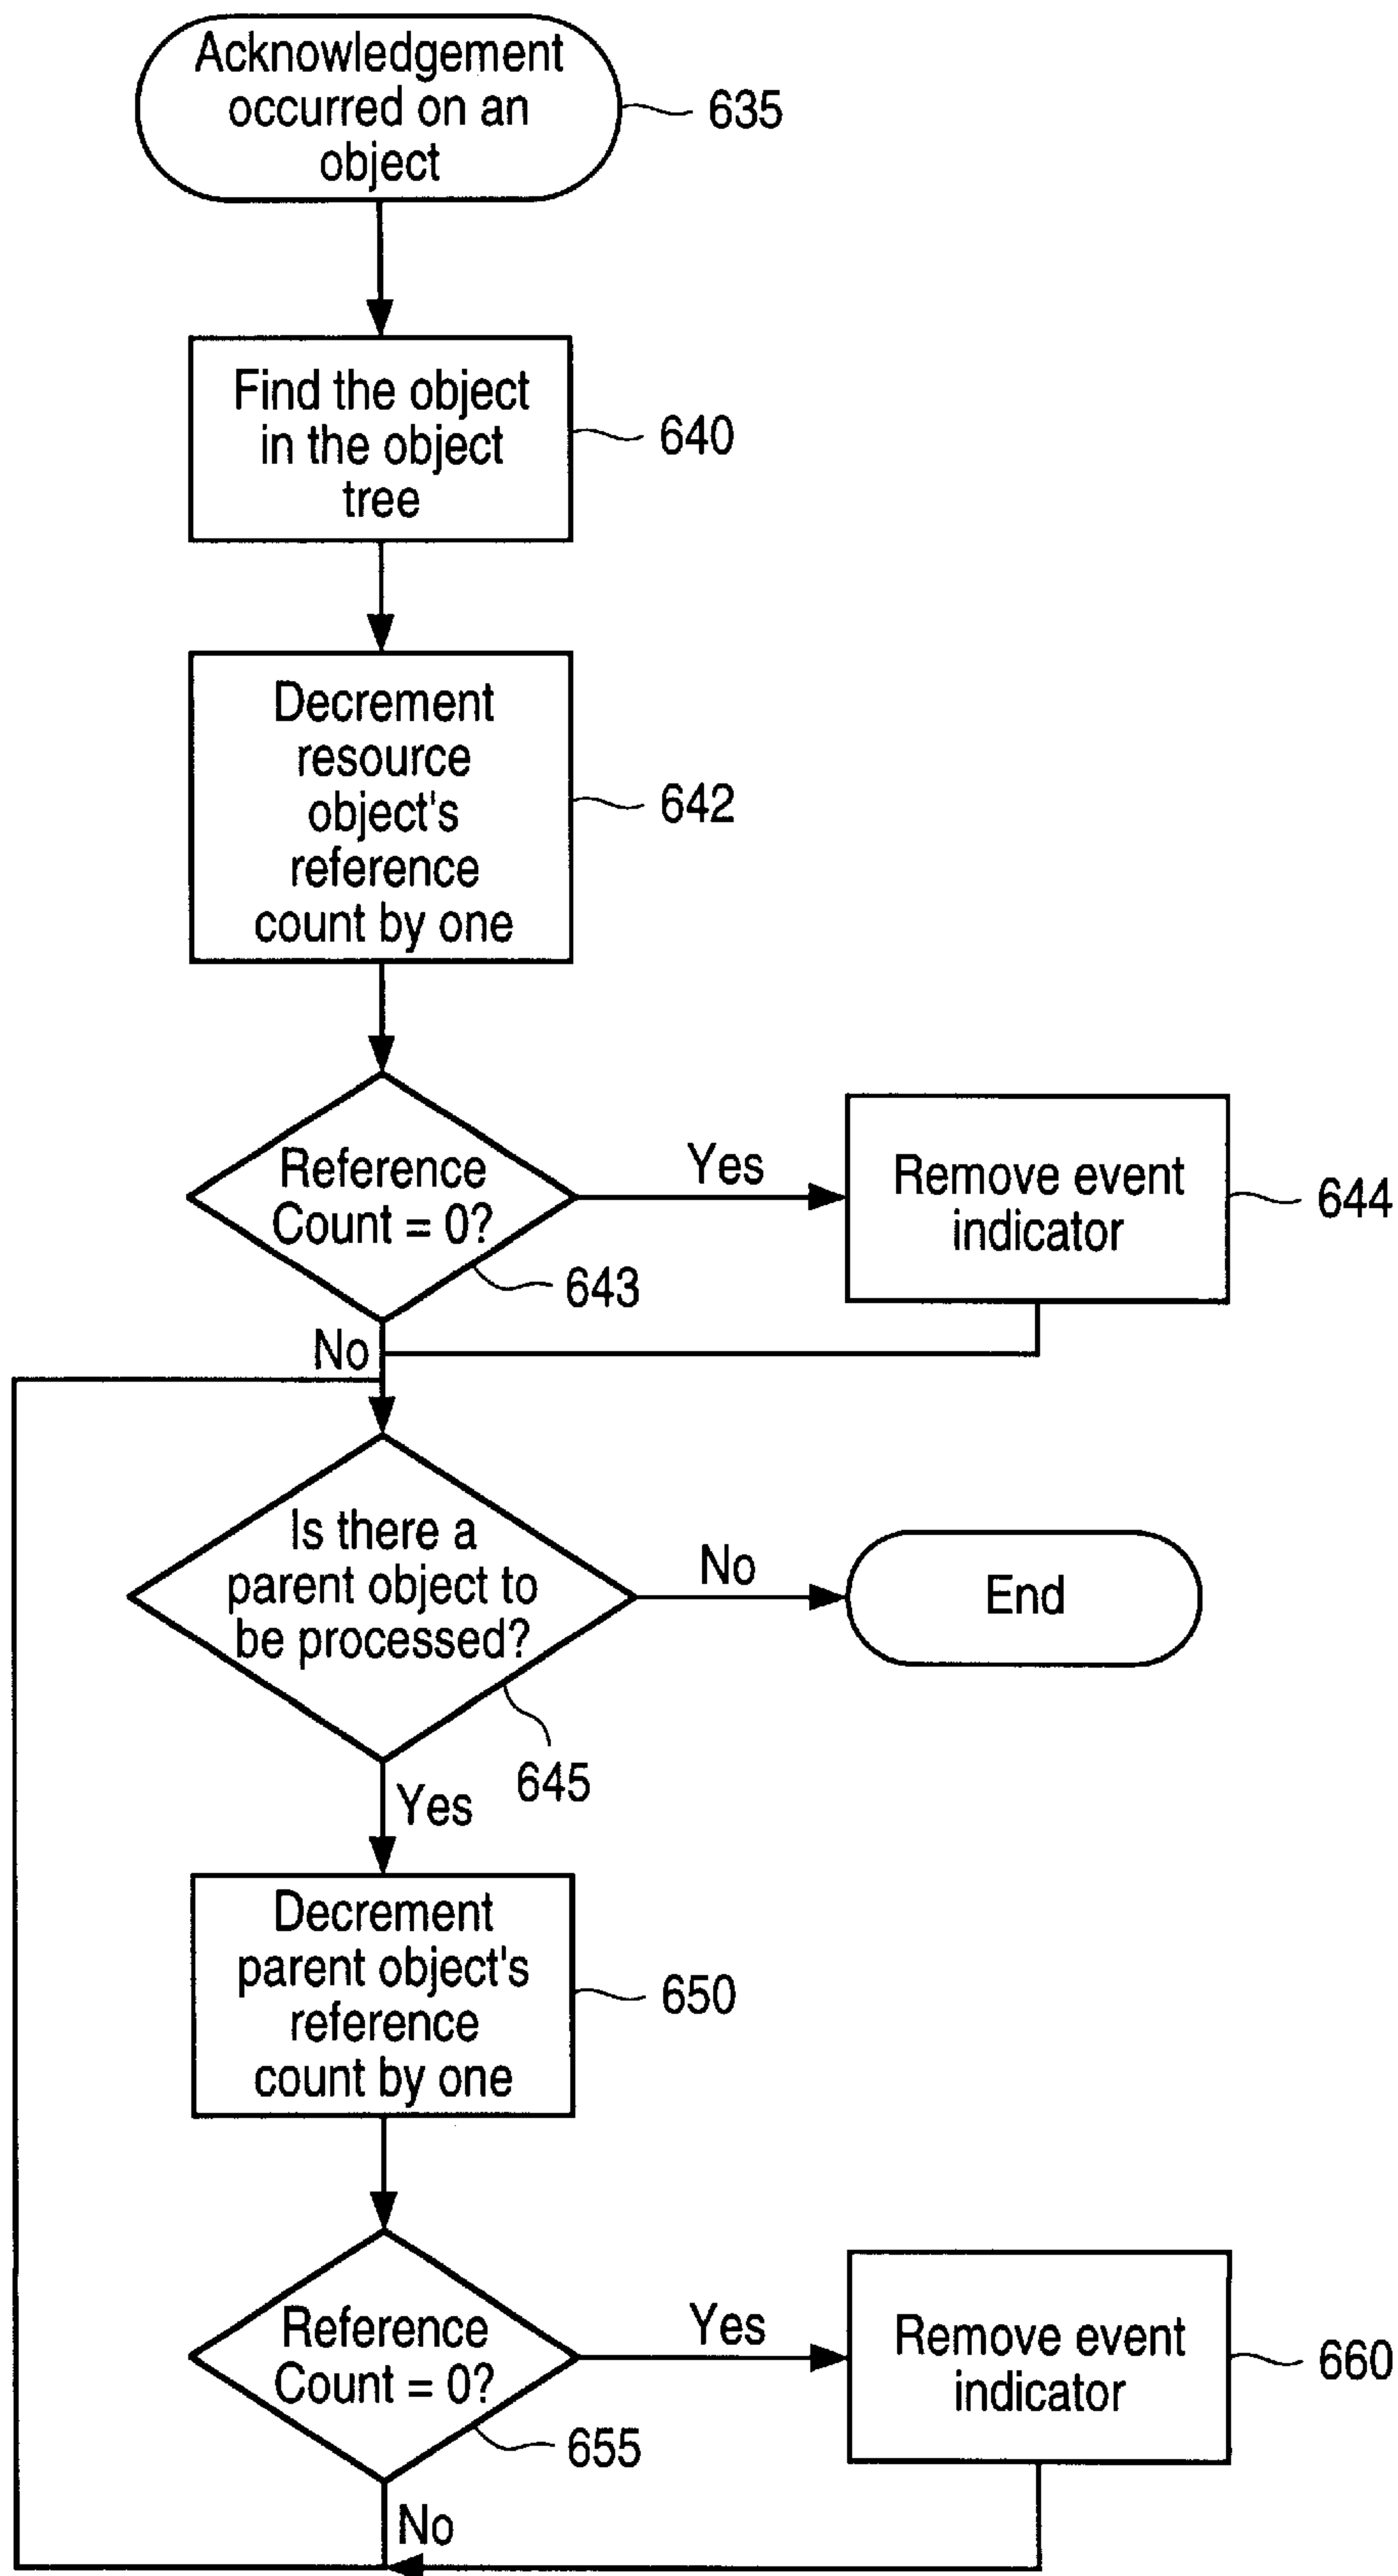 Acknowledgement
occurred on an
object
635
Find the object
in the object
tree
640
Decrement
resource
object's
reference
count by one
642
Reference
Count = 0?
643
Yes
Remove event
indicator
644
No
Is there a
parent object to
be processed?
645
No
End
Yes
Decrement
parent object's
reference
count by one
650
Reference
Count = 0?
655
Yes
Remove event
indicator
660
No